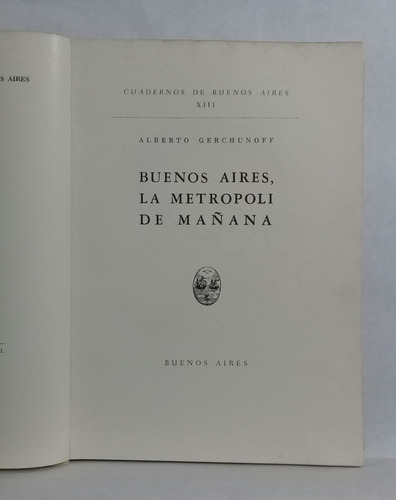 S AIRES
CUADERNOS DE BUENOS AIRES
XIII
ALBERTO GERCHUNOFF
BUENOS AIRES,
LA METROPOLI
DE MAÑANA
BUENOS AIRES